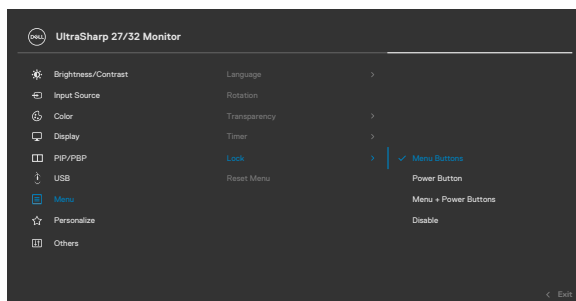 DELL UltraSharp 27/32 Monitor
Brightness/Contrast
Input Source
Color
Display
PIP/PBP
USB
Menu
Personalize
Others
Language
Rotation
Transparency
Timer
Lock
Reset Menu
Menu Buttons
Power Button
Menu + Power Buttons
Disable
Exit